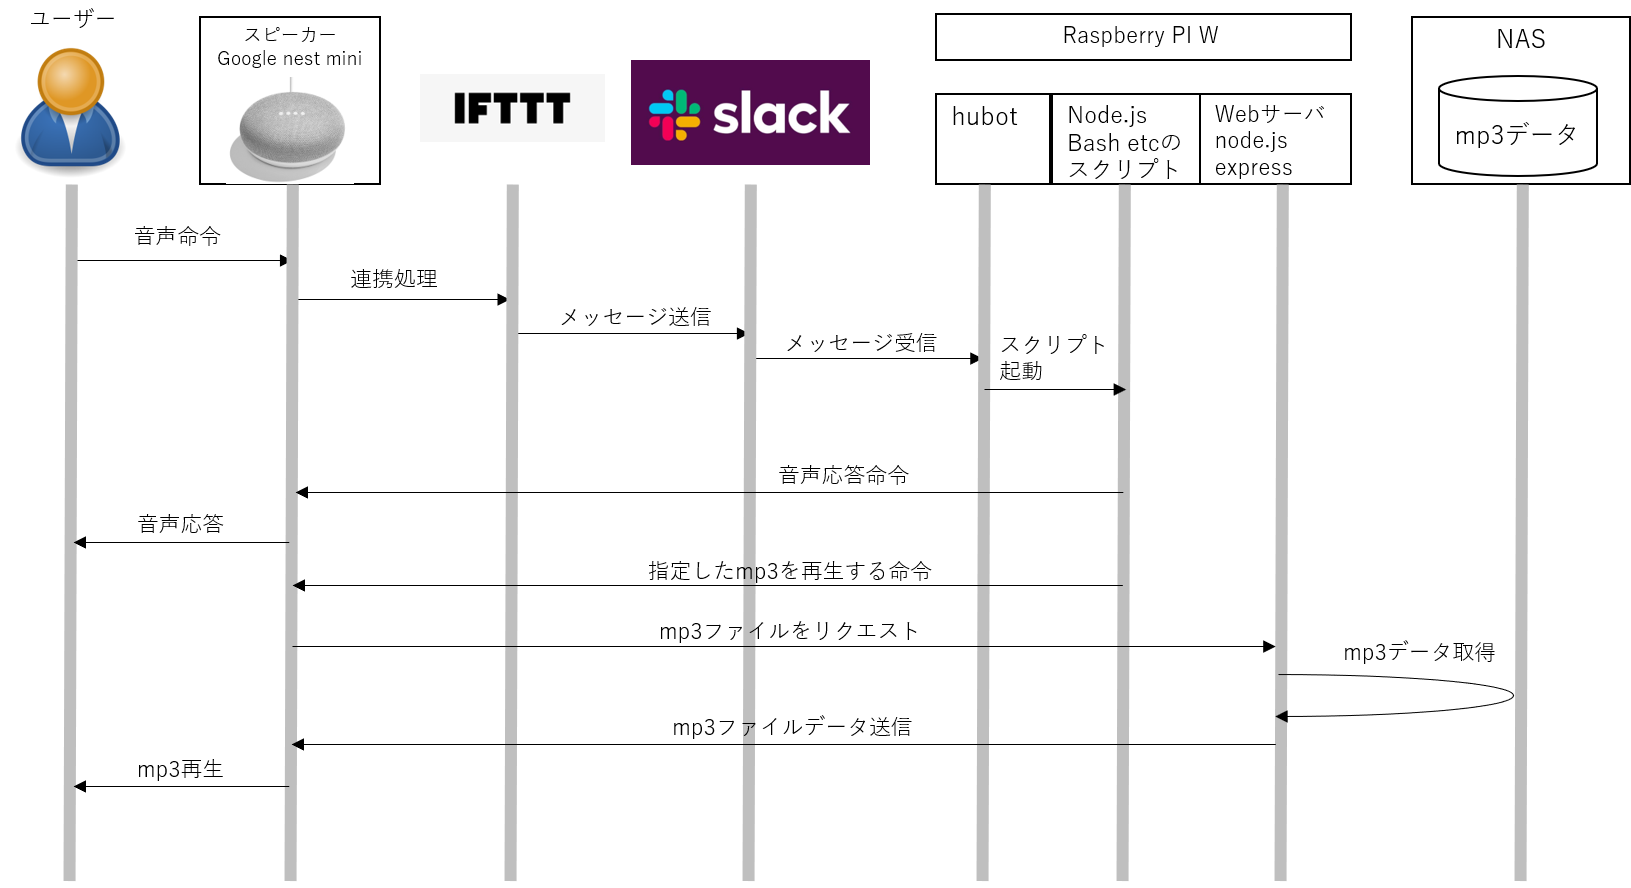 ユーザー
スピーカー
Google nest mini
IFTTT
slack
Raspberry PI W
hubot
Node.js
Bash etcの
スクリプト
Webサーバ
node.js
express
NAS
mp3データ
音声命令
連携処理
メッセージ送信
メッセージ受信
スクリプト
起動
音声応答命令
音声応答
指定したmp3を再生する命令
mp3ファイルをリクエスト
mp3データ取得
mp3ファイルデータ送信
mp3再生